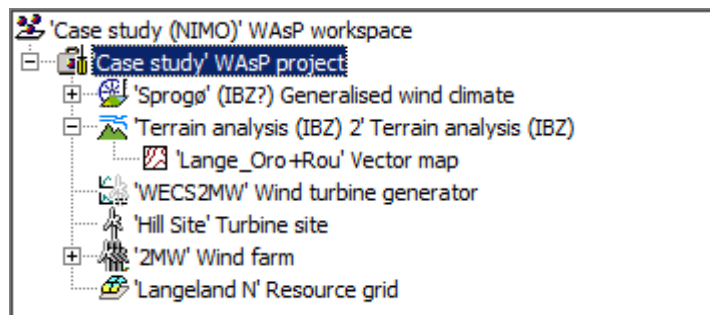 'Case study (NIMO)' WAsP workspace
'Case study' WAsP project
'Sprogø' (IBZ?) Generalised wind climate
'Terrain analysis (IBZ) 2' Terrain analysis (IBZ)
'Lange_Oro+Rou' Vector map
'WECS2MW' Wind turbine generator
'Hill Site' Turbine site
'2MW' Wind farm
'Langeland N' Resource grid